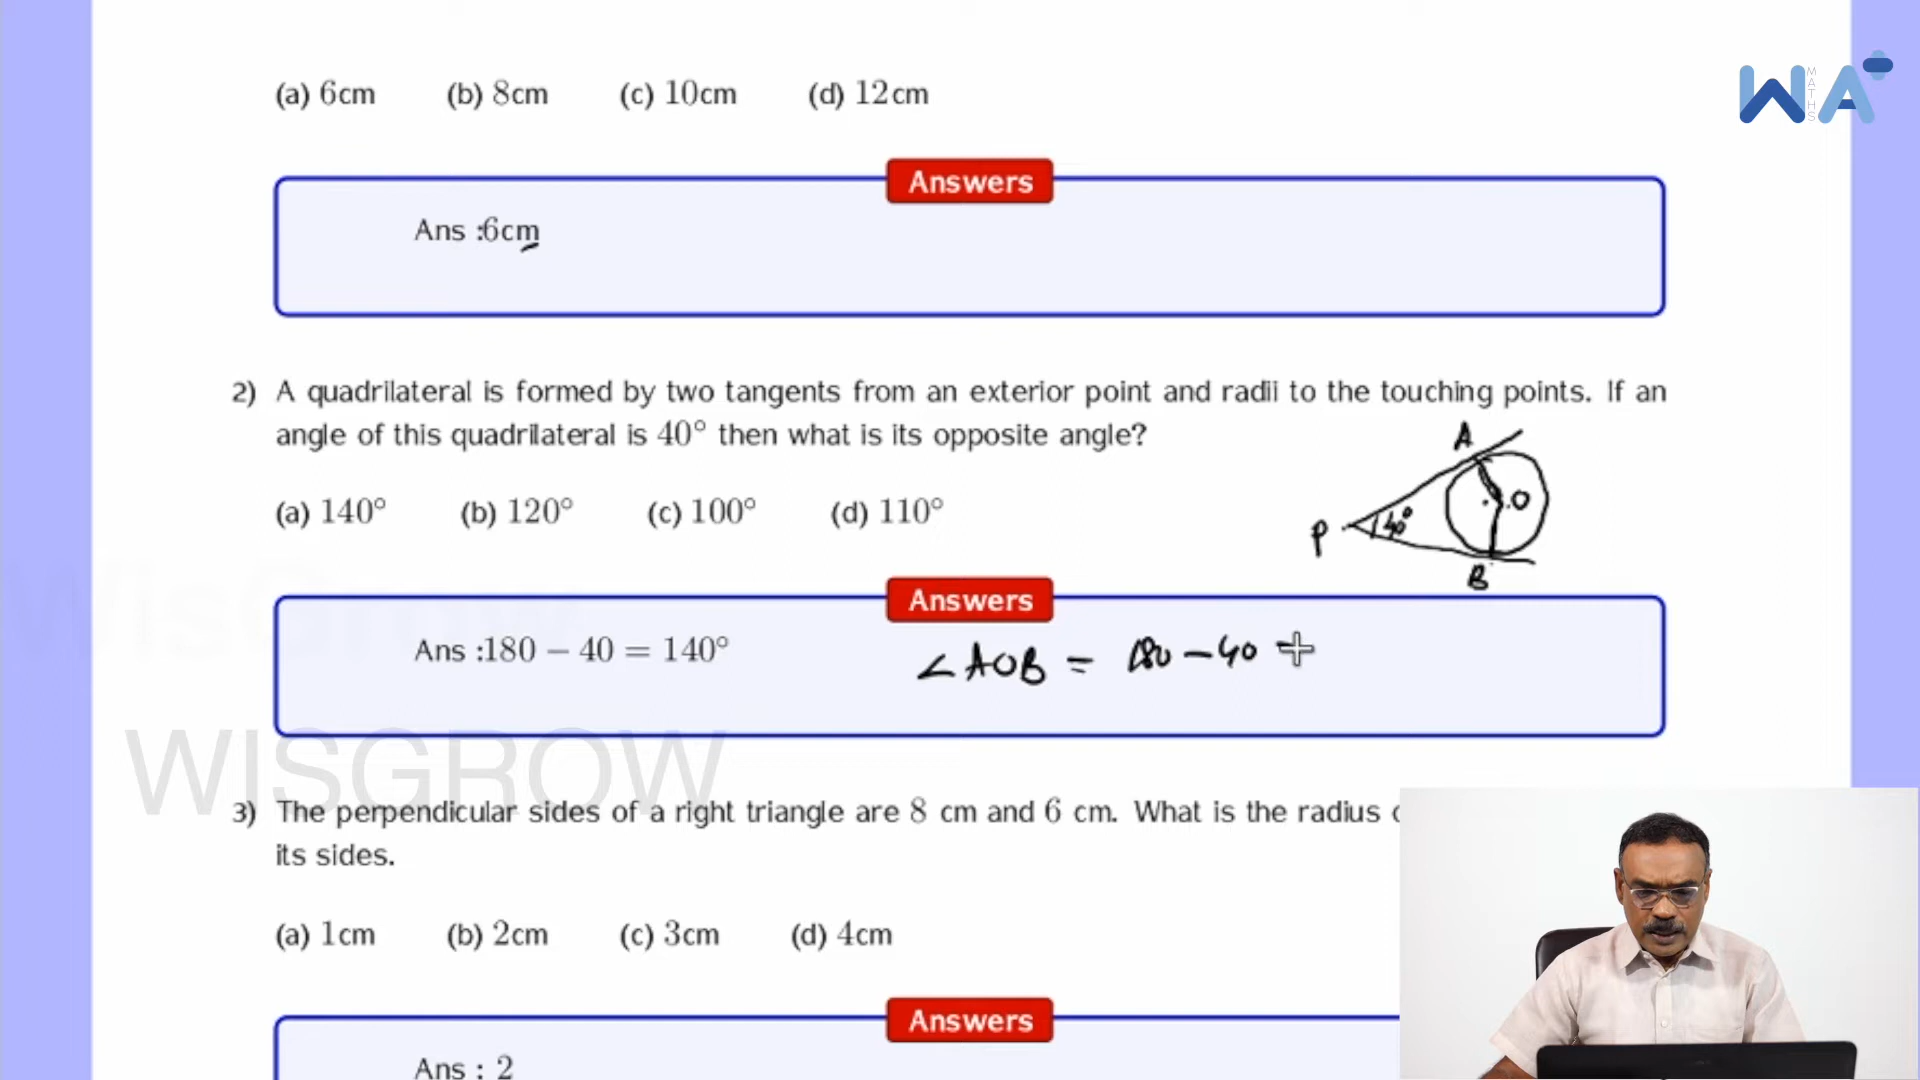 (a) 6cm (b) 8cm (c) 10cm (d) 12cm
WA+
MATHS
Answers
Ans :6cm
2) A quadrilateral is formed by two tangents from an exterior point and radii to the touching points. If an
angle of this quadrilateral is 40° then what is its opposite angle?
A
O
P 40°
B
(a) 140° (b) 120° (c) 100° (d) 110°
Answers
Ans :180 − 40 = 140°
∠AOB = 180 − 40 =
WISGROW
3) The perpendicular sides of a right triangle are 8 cm and 6 cm. What is the radius
its sides.
(a) 1cm (b) 2cm (c) 3cm (d) 4cm
Answers
Ans : 2